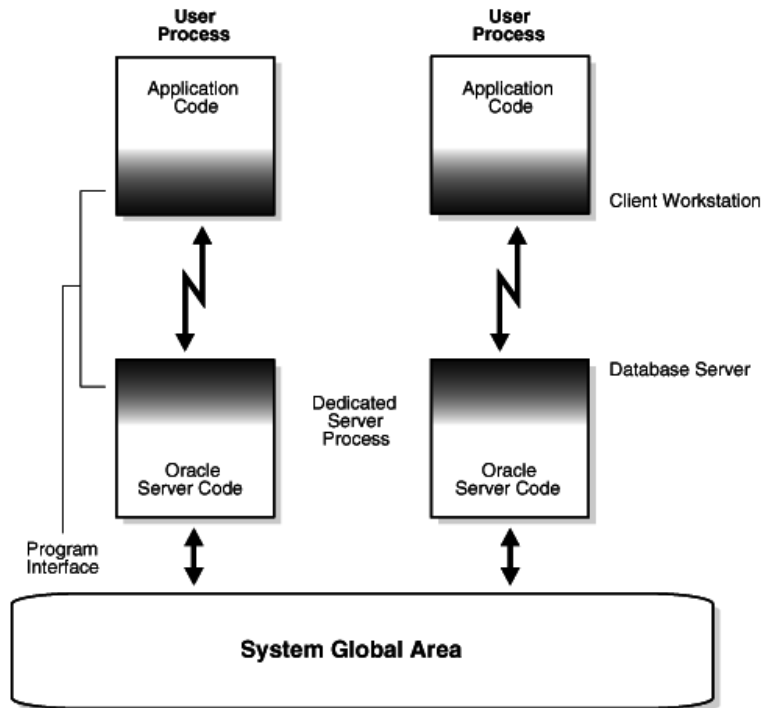 User
Process
User
Process
Application
Code
Application
Code
Client Workstation
Database Server
Dedicated
Server
Process
Oracle
Server Code
Oracle
Server Code
Program
Interface
System Global Area